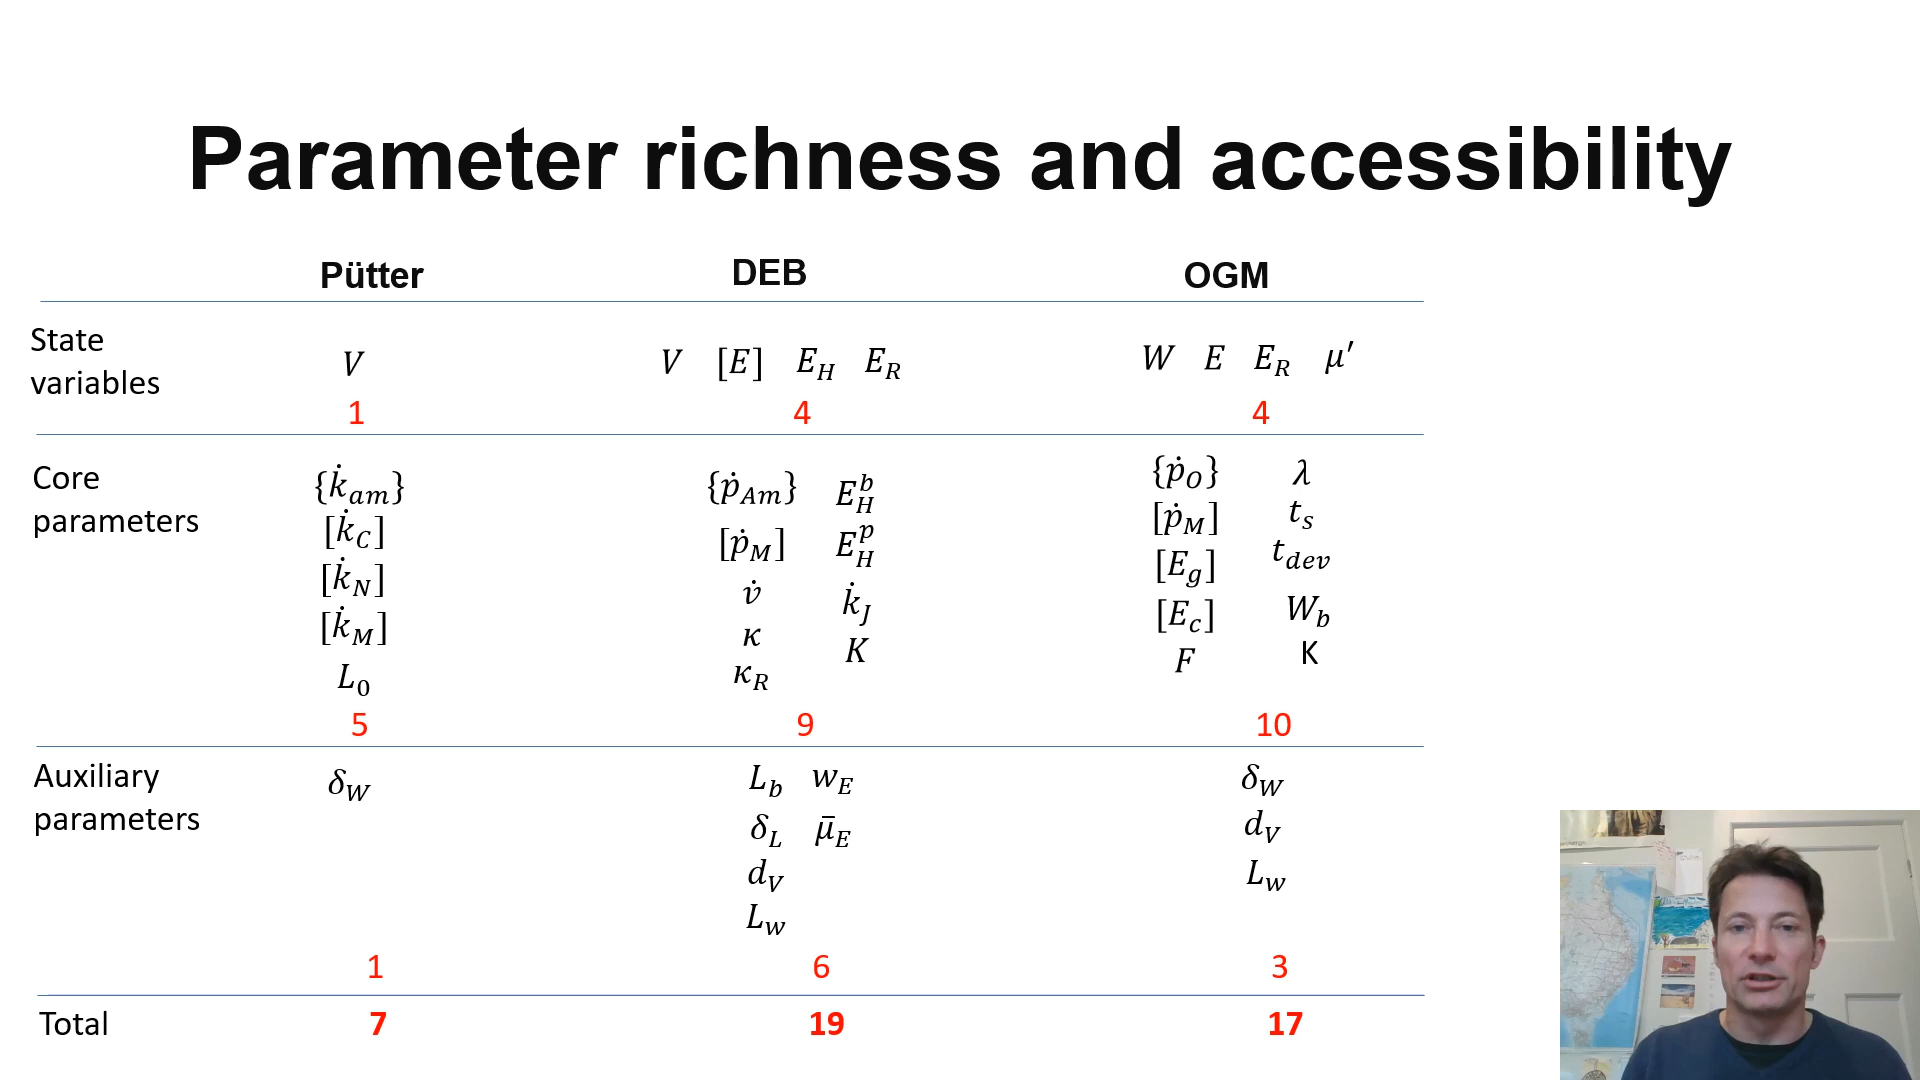 Parameter richness and accessibility
Pütter DEB OGM
State variables
V
V [E] E_H E_R
W E E_R μ′
1 4 4
Core parameters
{k̇_am}
[k̇_C]
[k̇_N]
[k̇_M]
L_0
{ṗ_Am} E_H^b
[ṗ_M] E_H^p
v̇ k̇_J
κ K
κ_R
{ṗ_O} λ
[ṗ_M] t_s
[E_g] t_dev
[E_c] W_b
F K
5 9 10
Auxiliary parameters
δ_W
L_b w_E
δ_L μ̄_E
d_V
L_w
δ_W
d_V
L_w
1 6 3
Total 7 19 17